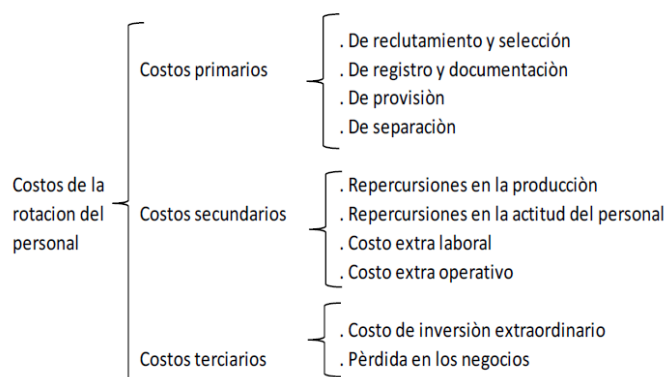 Costos de la
rotacion del
personal
Costos primarios
. De reclutamiento y selección
. De registro y documentaciòn
. De provisiòn
. De separaciòn
Costos secundarios
. Repercursiones en la producciòn
. Repercursiones en la actitud del personal
. Costo extra laboral
. Costo extra operativo
Costos terciarios
. Costo de inversiòn extraordinario
. Pèrdida en los negocios